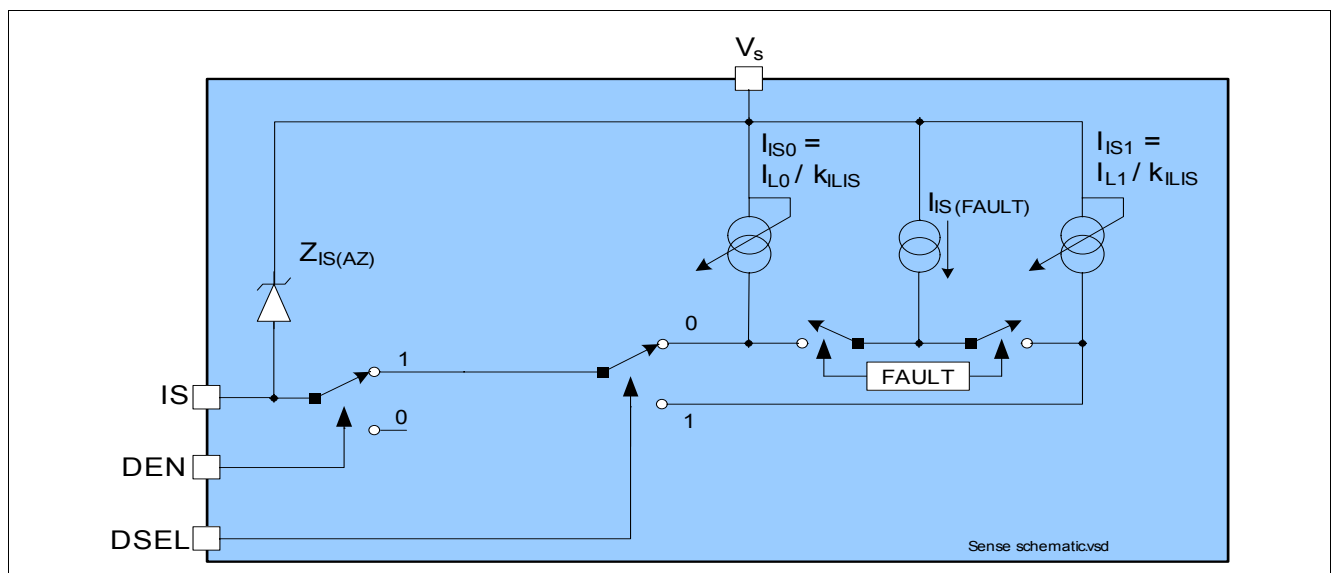 Vs
IIS0 =
IL0 / kILIS
IIS1 =
IL1 / kILIS
IIS(FAULT)
ZIS(AZ)
0
1
FAULT
IS
0
1
DEN
DSEL
Sense schematic.vsd